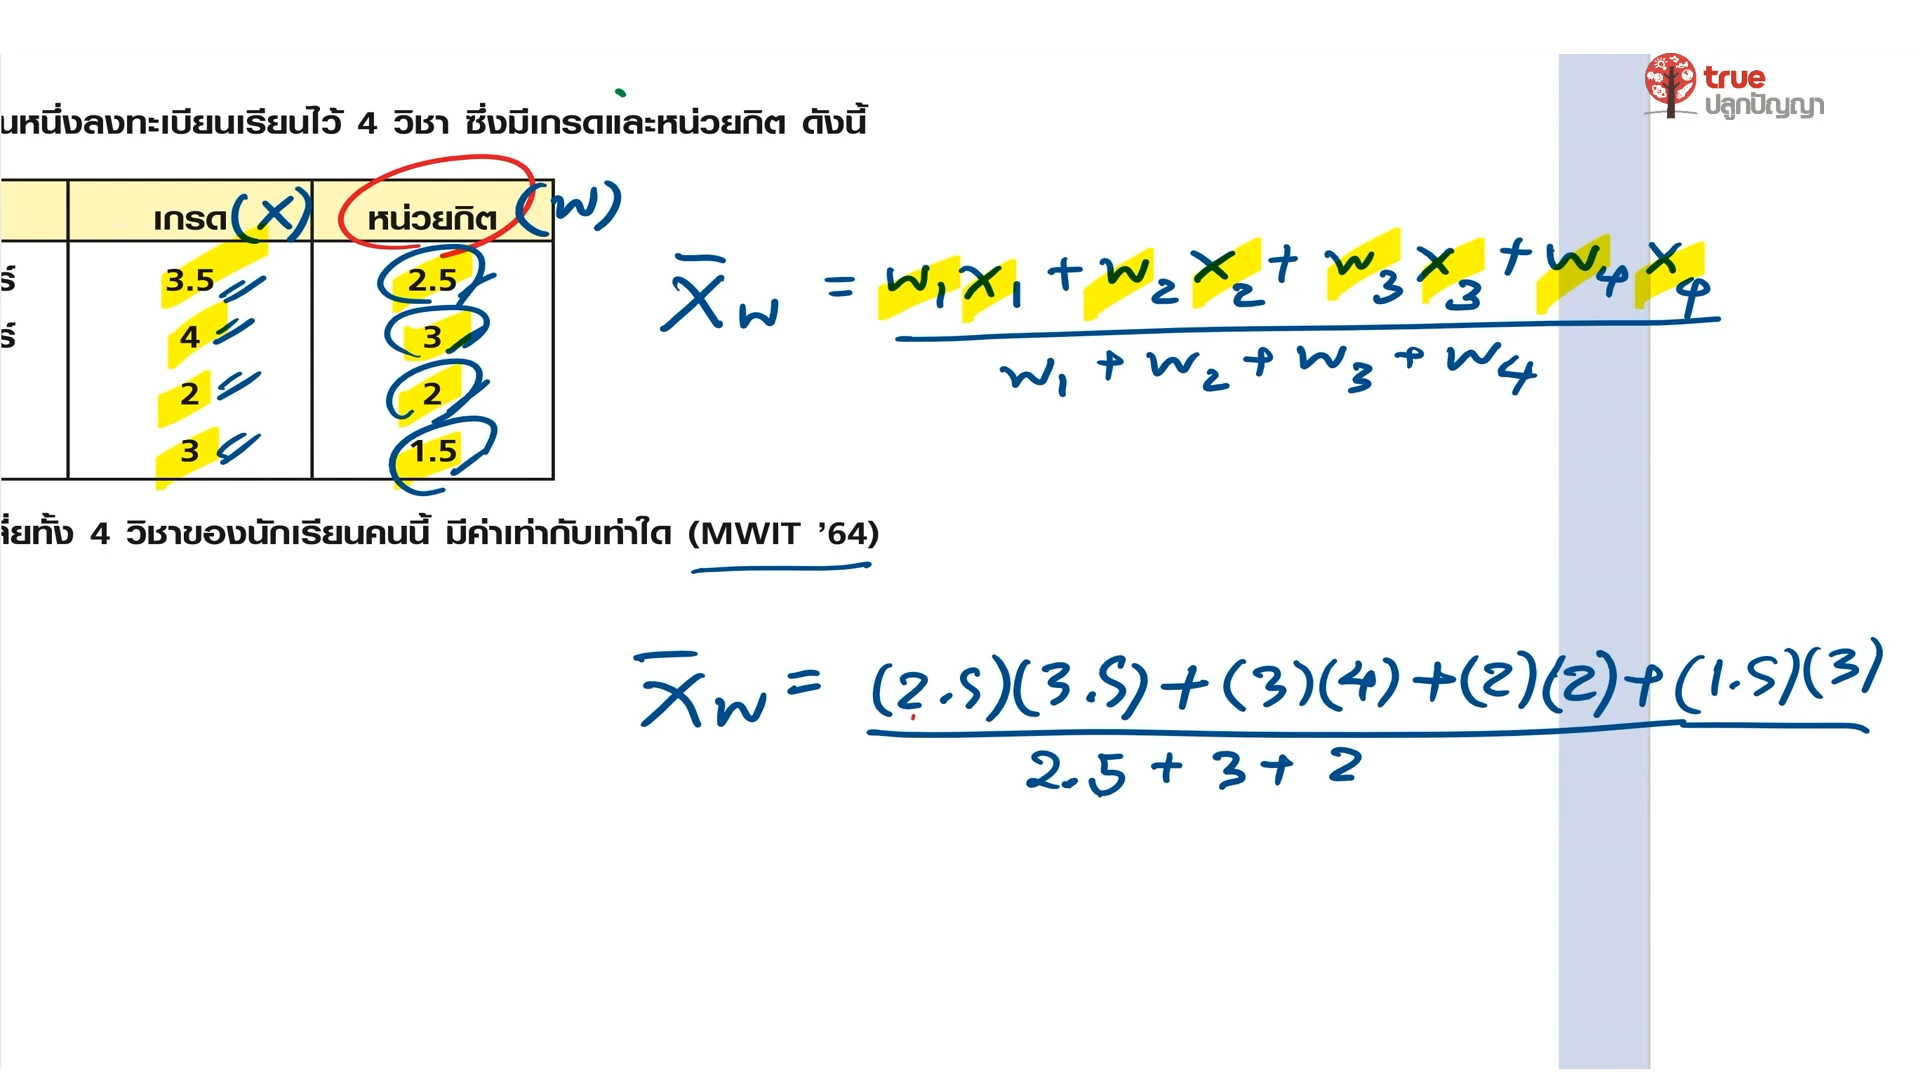 true
ปลูกปัญญา
นหนึ่งลงทะเบียนเรียนไว้ 4 วิชา ซึ่งมีเกรดและหน่วยกิต ดังนี้
เกรด (X) หน่วยกิต (W)
ร์ 3.5 2.5
ร์ 4 3
2 2
3 1.5
X̄w = w₁x₁ + w₂x₂ + w₃x₃ + w₄x₄
w₁ + w₂ + w₃ + w₄
ลี่ยทั้ง 4 วิชาของนักเรียนคนนี้ มีค่าเท่ากับเท่าใด (MWIT ’64)
X̄w = (2.5)(3.5) + (3)(4) + (2)(2) + (1.5)(3)
2.5 + 3 + 2